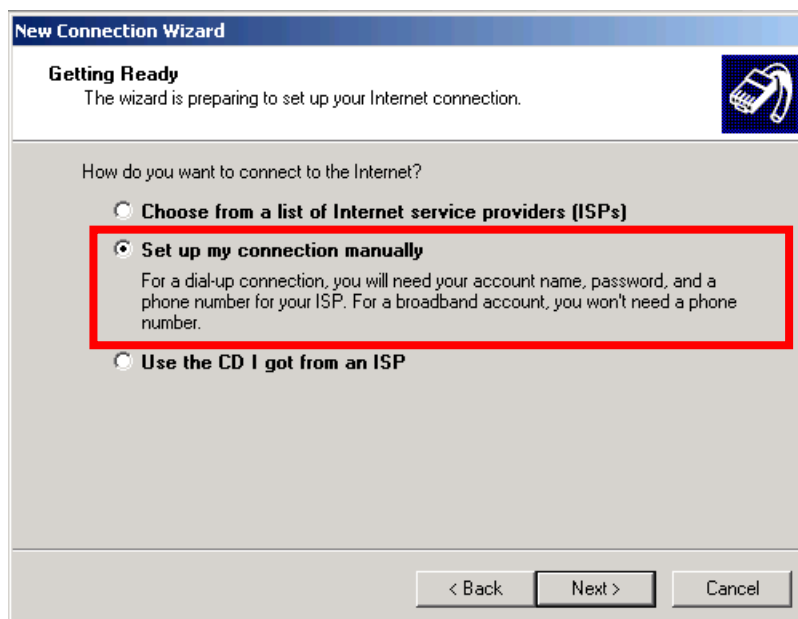 New Connection Wizard
Getting Ready
The wizard is preparing to set up your Internet connection.
How do you want to connect to the Internet?
Choose from a list of Internet service providers (ISPs)
Set up my connection manually
For a dial-up connection, you will need your account name, password, and a
phone number for your ISP. For a broadband account, you won't need a phone
number.
Use the CD I got from an ISP
< Back Next > Cancel